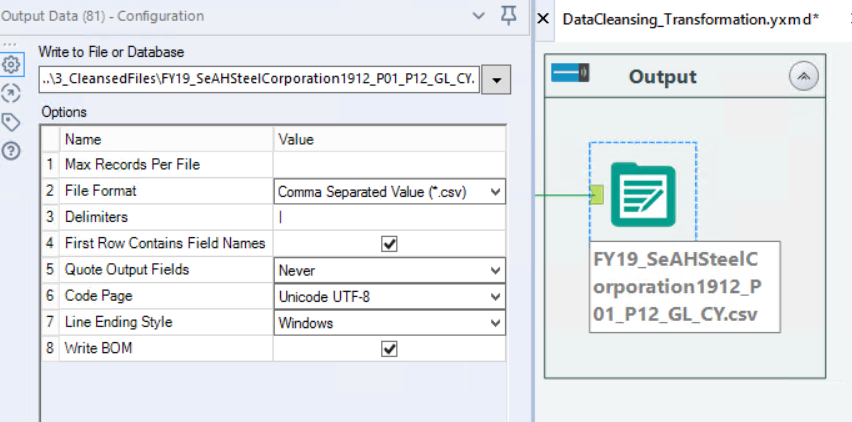 Output Data (81) - Configuration
DataCleansing_Transformation.yxmd*
Write to File or Database
..\3_CleansedFiles\FY19_SeAHSteelCorporation1912_P01_P12_GL_CY.
Options
Name Value
1 Max Records Per File
2 File Format Comma Separated Value (*.csv)
3 Delimiters |
4 First Row Contains Field Names
5 Quote Output Fields Never
6 Code Page Unicode UTF-8
7 Line Ending Style Windows
8 Write BOM
Output
FY19_SeAHSteelC
orporation1912_P
01_P12_GL_CY.csv